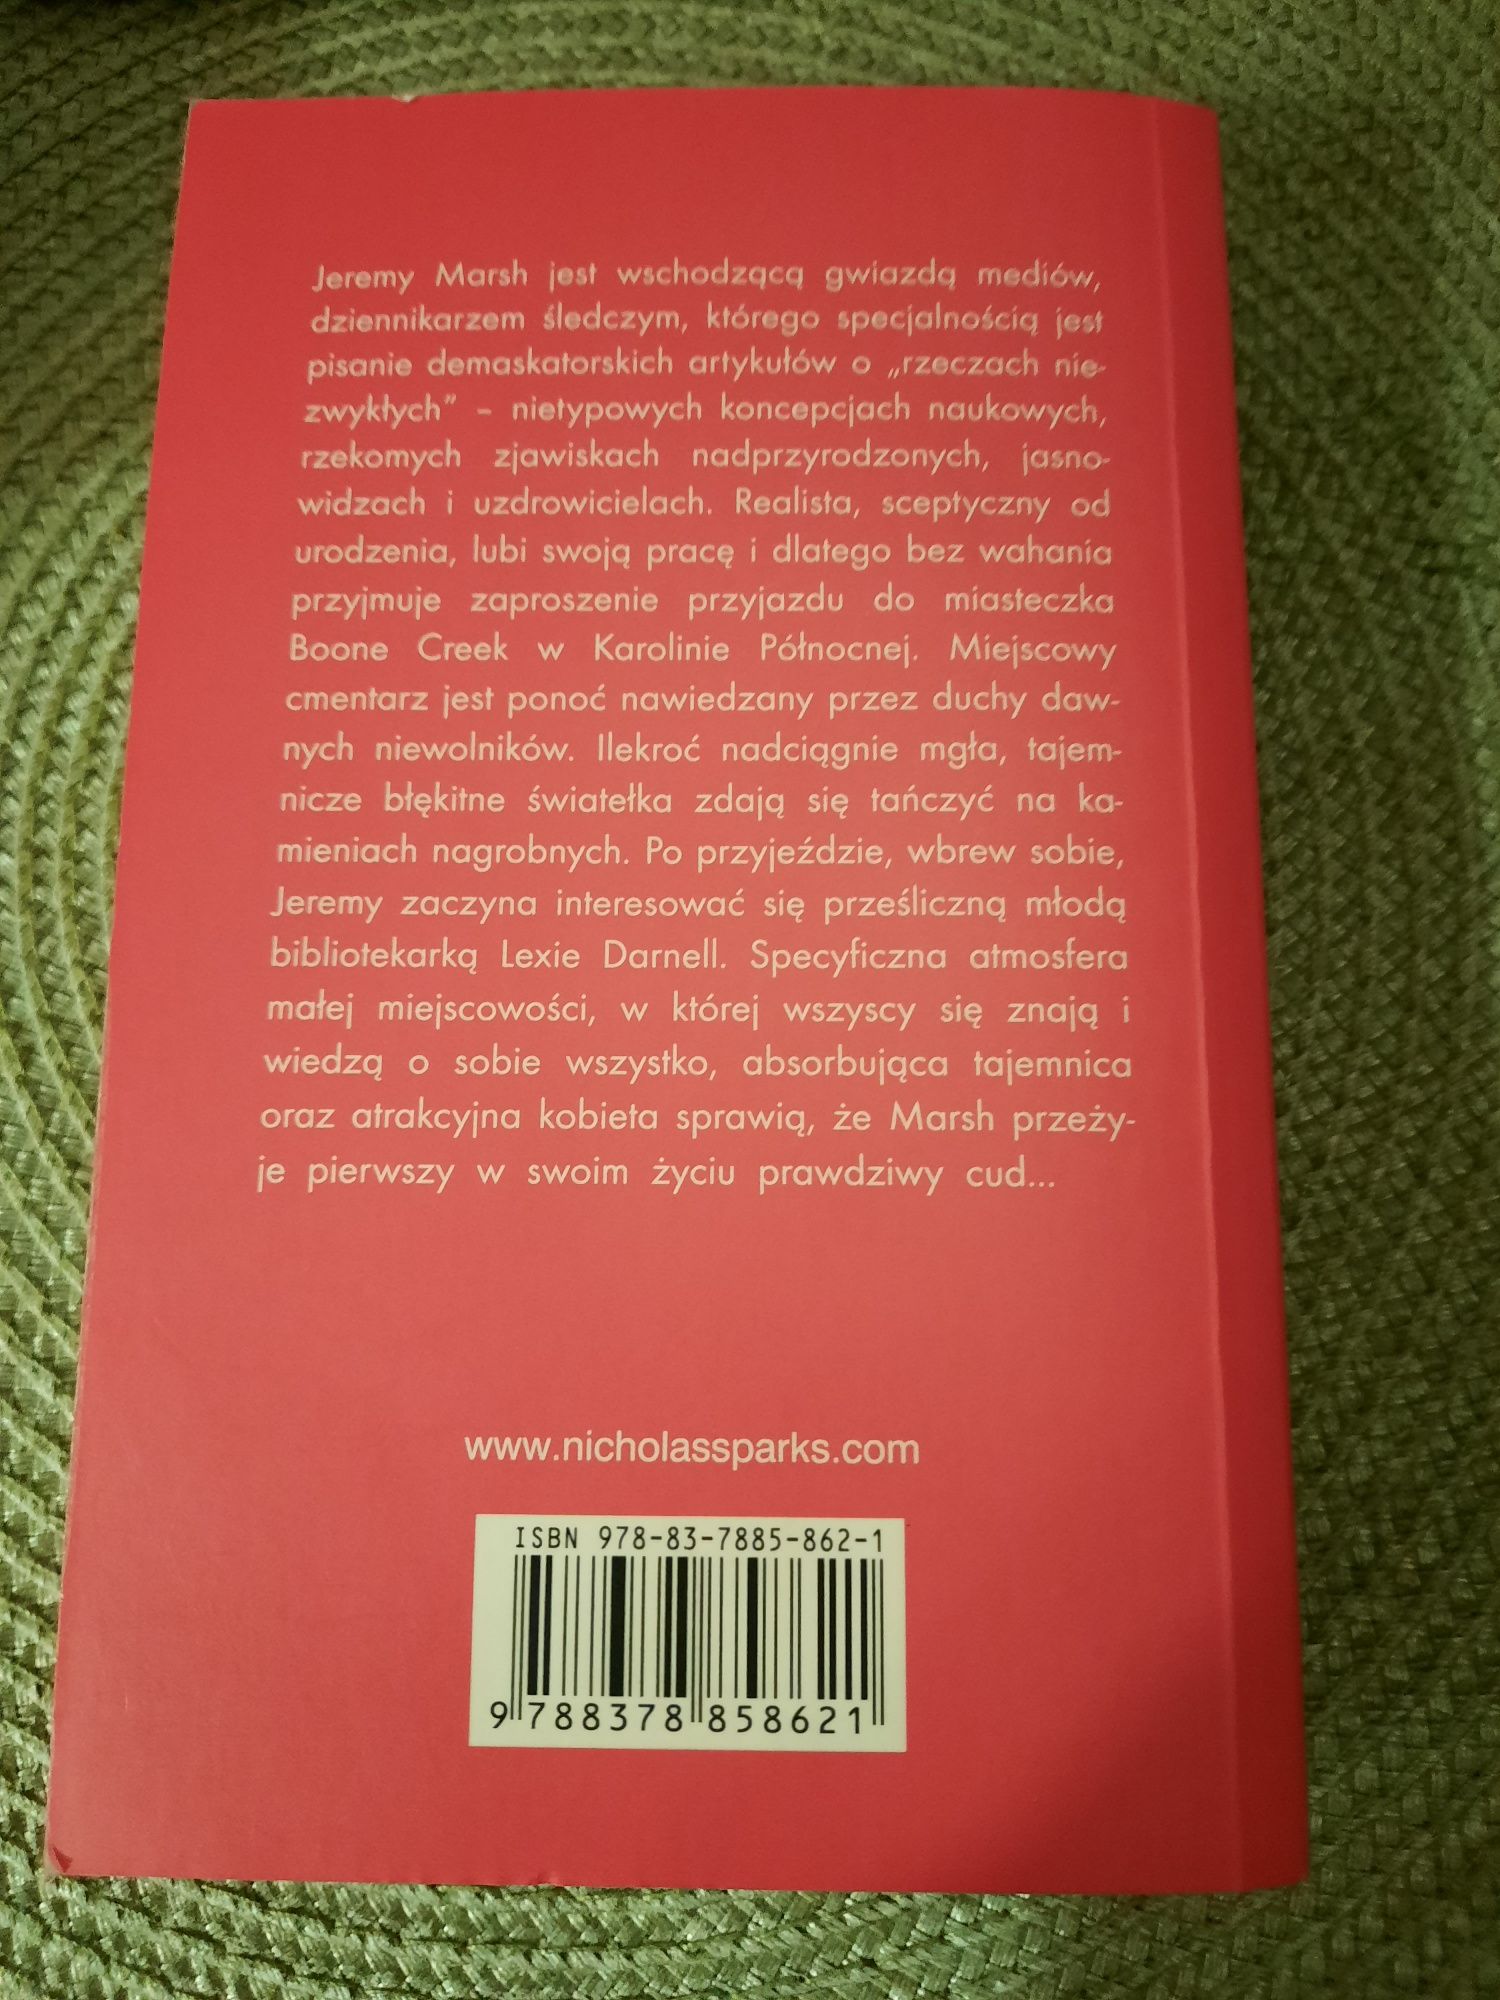 Jeremy Marsh jest wschodzącą gwiazdą mediów,
dziennikarzem śledczym, którego specjalnością jest
pisanie demaskatorskich artykułów o „rzeczach nie-
zwykłych” – nietypowych koncepcjach naukowych,
rzekomych zjawiskach nadprzyrodzonych, jasno-
widzach i uzdrowicielach. Realista, sceptyczny od
urodzenia, lubi swoją pracę i dlatego bez wahania
przyjmuje zaproszenie przyjazdu do miasteczka
Boone Creek w Karolinie Północnej. Miejscowy
cmentarz jest ponoć nawiedzany przez duchy daw-
nych niewolników. Ilekroć nadciągnie mgła, tajem-
nicze błękitne światełka zdają się tańczyć na ka-
mieniach nagrobnych. Po przyjeździe, wbrew sobie,
Jeremy zaczyna interesować się prześliczną młodą
bibliotekarką Lexie Darnell. Specyficzna atmosfera
małej miejscowości, w której wszyscy się znają i
wiedzą o sobie wszystko, absorbująca tajemnica
oraz atrakcyjna kobieta sprawią, że Marsh przeży-
je pierwszy w swoim życiu prawdziwy cud...
www.nicholassparks.com
ISBN 978-83-7885-862-1
9 788378 858621